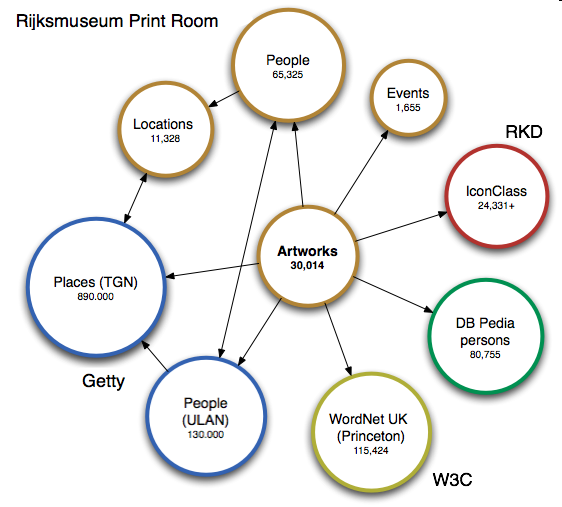 Rijksmuseum Print Room
People
65,325
Events
1,655
Locations
11,328
RKD
IconClass
24,331+
Artworks
30,014
Places (TGN)
890.000
DB Pedia
persons
80,755
Getty
People
(ULAN)
130.000
WordNet UK
(Princeton)
115,424
W3C